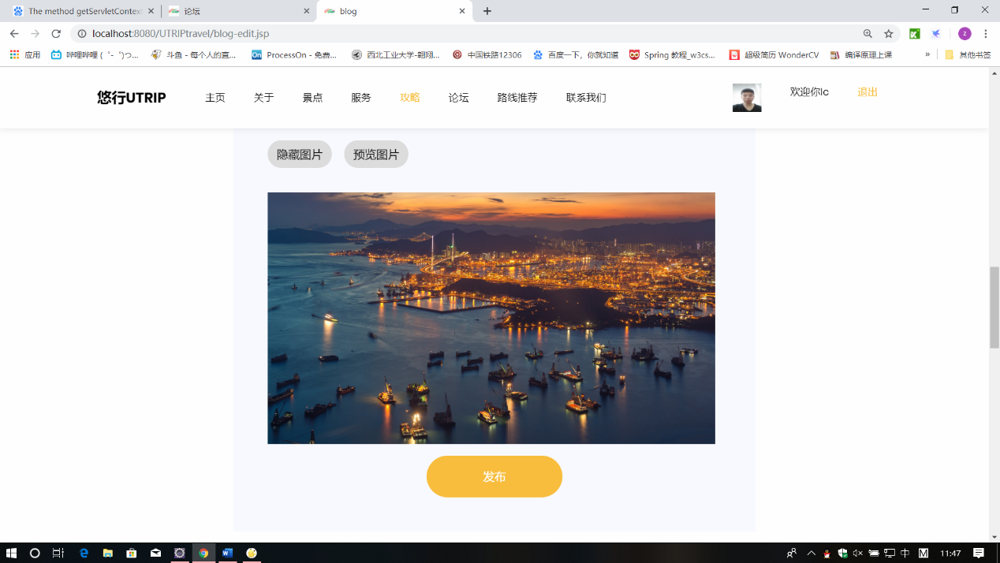 The method getServletContext
论坛
blog
localhost:8080/UTRIPtravel/blog-edit.jsp
应用
哔哩哔哩 (゜-゜)つ...
斗鱼 - 每个人的直...
ProcessOn - 免费...
西北工业大学-翱翔...
中国铁路12306
百度一下，你就知道
Spring 教程_w3cs...
超级简历 WonderCV
编译原理上课
»
其他书签
悠行UTRIP
主页
关于
景点
服务
攻略
论坛
路线推荐
联系我们
欢迎你lc
退出
隐藏图片
预览图片
发布
中
M
11:47